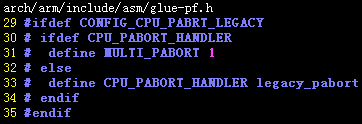 arch/arm/include/asm/glue-pf.h
29 #ifdef CONFIG_CPU_PABRT_LEGACY
30 # ifdef CPU_PABORT_HANDLER
31 #  define MULTI_PABORT 1
32 # else
33 #  define CPU_PABORT_HANDLER legacy_pabort
34 # endif
35 #endif